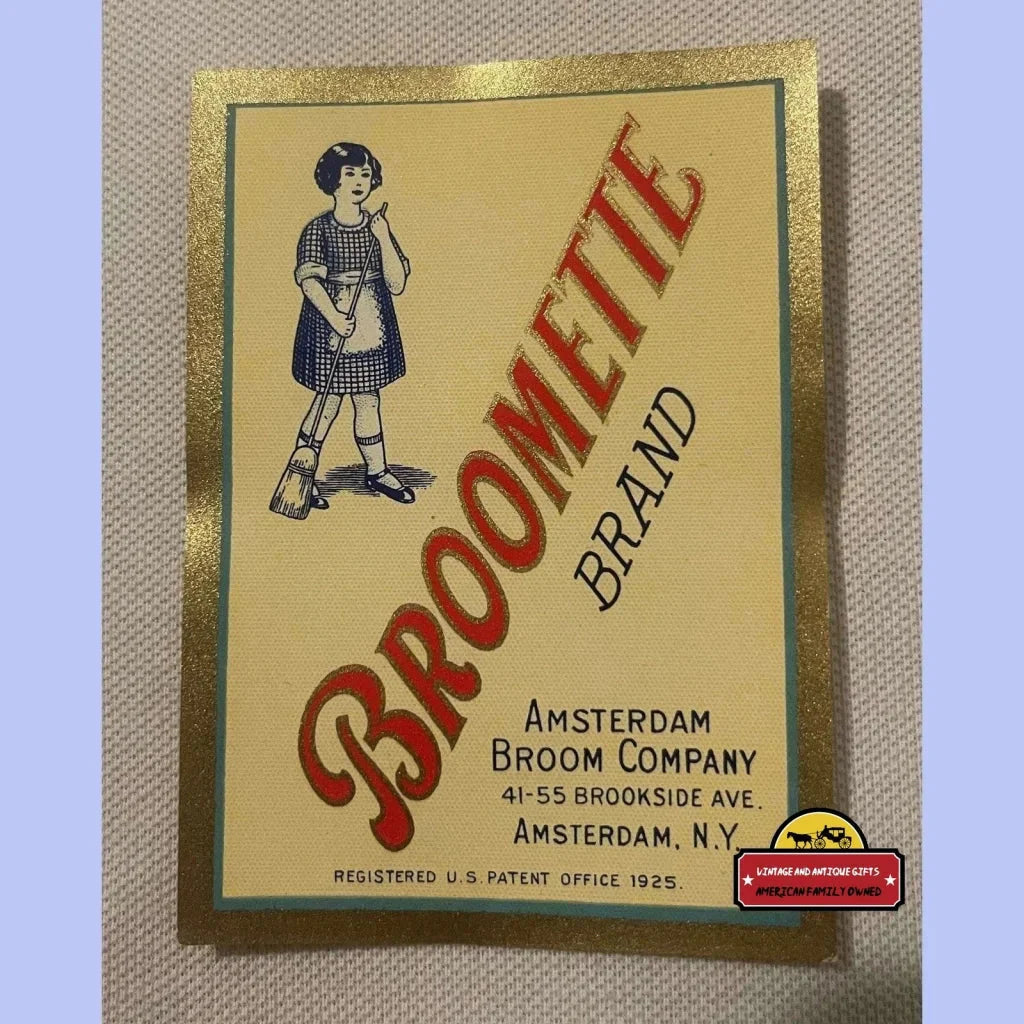 BROOMETTE
BRAND
AMSTERDAM
BROOM COMPANY
41-55 BROOKSIDE AVE.
AMSTERDAM, N.Y.
REGISTERED U.S. PATENT OFFICE 1925.
VINTAGE AND ANTIQUE GIFTS
AMERICAN FAMILY OWNED